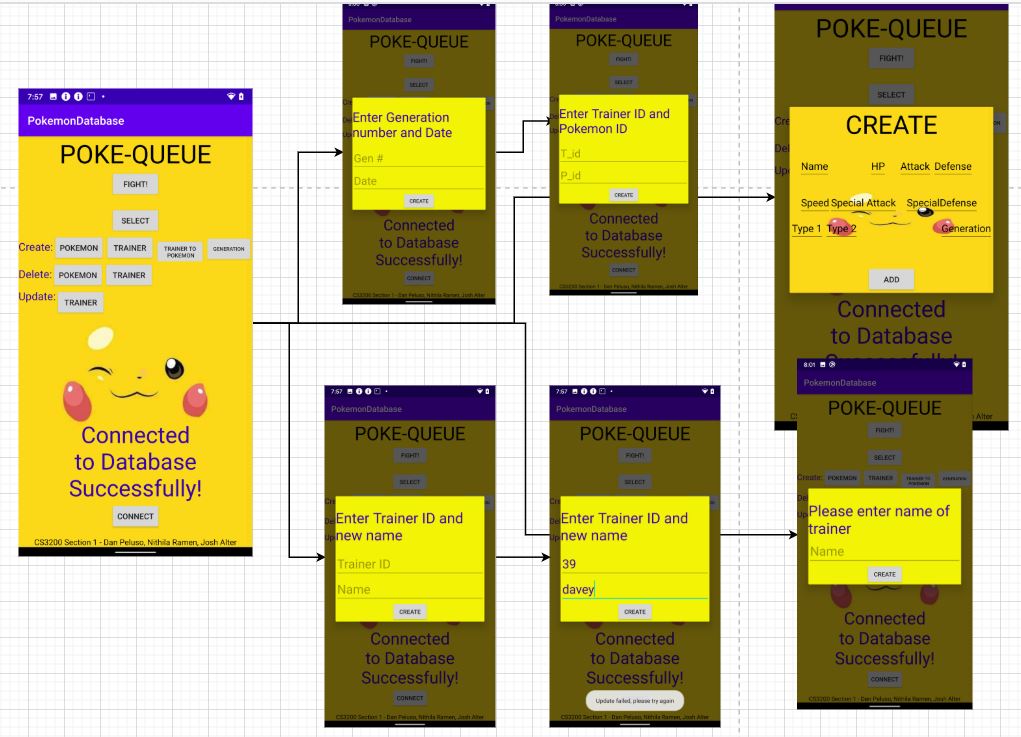 7:57
PokemonDatabase
POKE-QUEUE
FIGHT!
SELECT
Create: POKEMON TRAINER TRAINER TO POKEMON GENERATION
Delete: POKEMON TRAINER
Update: TRAINER
Connected
to Database
Successfully!
CONNECT
CS3200 Section 1 - Dan Peluso, Nithila Ramen, Josh Alter
PokemonDatabase
POKE-QUEUE
FIGHT!
SELECT
Enter Generation
number and Date
Gen #
Date
CREATE
Connected
to Database
Successfully!
CONNECT
CS3200 Section 1 - Dan Peluso, Nithila Ramen, Josh Alter
PokemonDatabase
POKE-QUEUE
FIGHT!
SELECT
Enter Trainer ID and
Pokemon ID
T_id
P_id
CREATE
Connected
to Database
Successfully!
CONNECT
CS3200 Section 1 - Dan Peluso, Nithila Ramen, Josh Alter
POKE-QUEUE
FIGHT!
SELECT
CREATE
Name HP Attack Defense
Speed Special Attack SpecialDefense
Type 1 Type 2 Generation
ADD
Connected
to Database
7:57
PokemonDatabase
POKE-QUEUE
FIGHT!
SELECT
Enter Trainer ID and
new name
Trainer ID
Name
CREATE
Connected
to Database
Successfully!
CONNECT
CS3200 Section 1 - Dan Peluso, Nithila Ramen, Josh Alter
7:57
PokemonDatabase
POKE-QUEUE
FIGHT!
SELECT
Enter Trainer ID and
new name
39
davey
CREATE
Connected
to Database
Successfully!
Update failed, please try again
CS3200 Section 1 - Dan Peluso, Nithila Ramen, Josh Alter
8:01
PokemonDatabase
POKE-QUEUE
FIGHT!
SELECT
Create: POKEMON TRAINER TRAINER TO POKEMON GENERATION
Please enter name of
trainer
Name
CREATE
Connected
to Database
Successfully!
CONNECT
CS3200 Section 1 - Dan Peluso, Nithila Ramen, Josh Alter